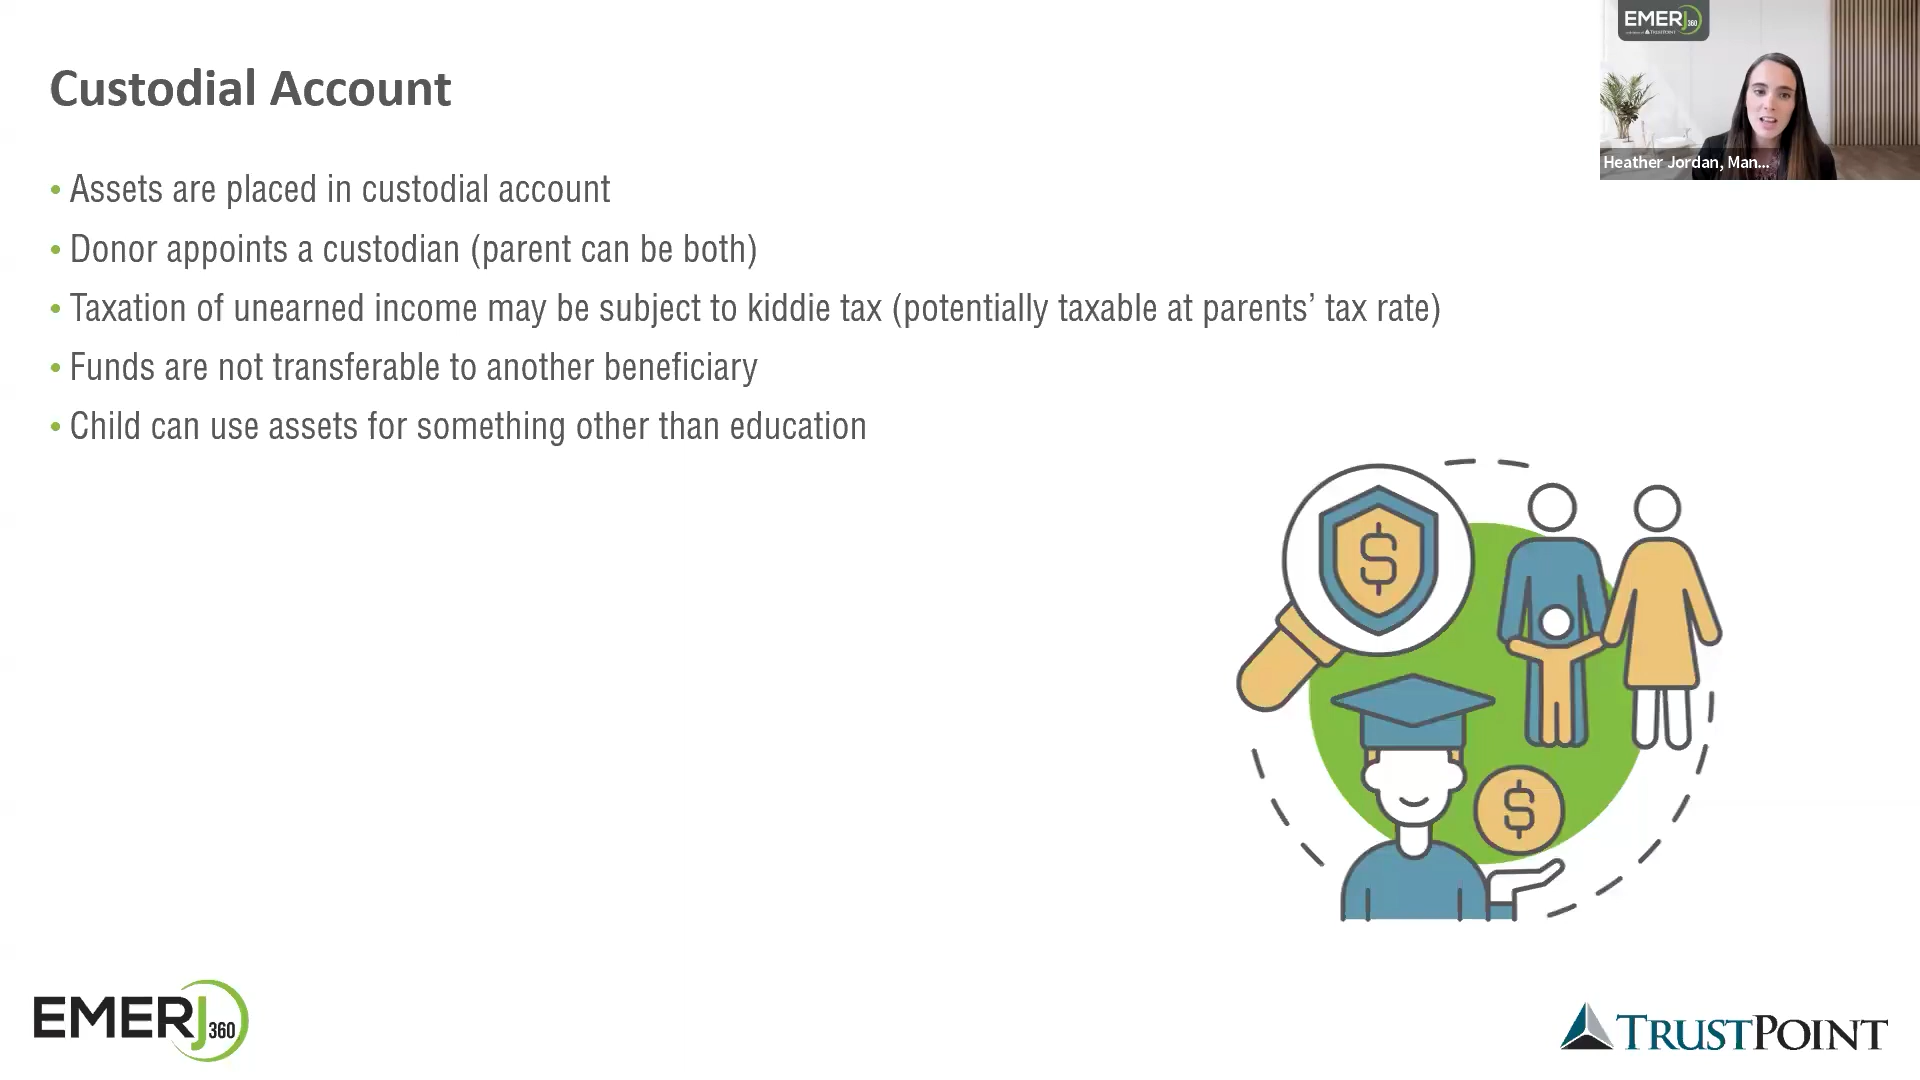 Custodial Account
• Assets are placed in custodial account
• Donor appoints a custodian (parent can be both)
• Taxation of unearned income may be subject to kiddie tax (potentially taxable at parents’ tax rate)
• Funds are not transferable to another beneficiary
• Child can use assets for something other than education
EMERJ360
TRUSTPOINT
Heather Jordan, Man...
$
$
EMERJ360
TRUSTPOINT